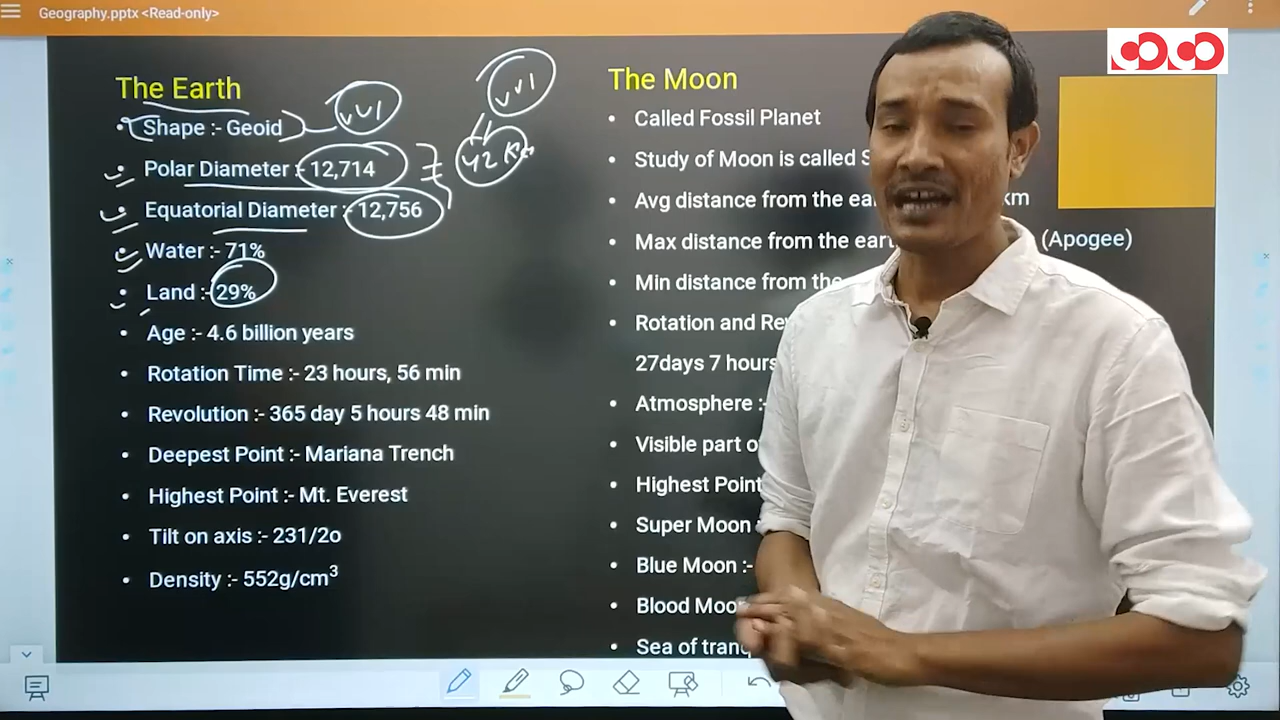 Geography.pptx <Read-only>
The Earth
• Shape :- Geoid
vvI
• Polar Diameter :- 12,714
• Equatorial Diameter :- 12,756
42 Km
vvI
• Water :- 71%
• Land :- 29%
• Age :- 4.6 billion years
• Rotation Time :- 23 hours, 56 min
• Revolution :- 365 day 5 hours 48 min
• Deepest Point :- Mariana Trench
• Highest Point :- Mt. Everest
• Tilt on axis :- 231/2o
• Density :- 552g/cm³
The Moon
• Called Fossil Planet
• Study of Moon is called
• Avg distance from the km
• Max distance from the (Apogee)
• Min distance from the
• Rotation and
27days 7 hours
• Atmosphere :-
• Visible part
• Highest Point
• Super Moon
• Blue Moon :-
• Blood
• Sea of